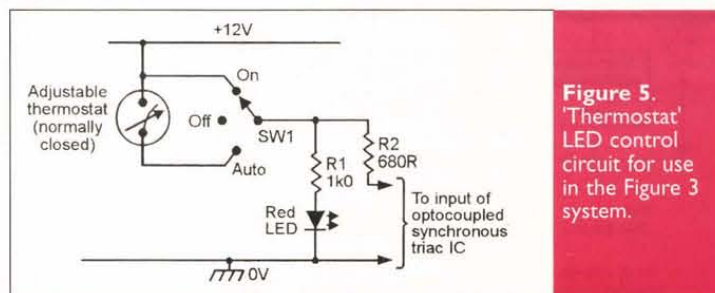 +12V
Adjustable
thermostat
(normally
closed)
On
Off
SW1
Auto
R1
1k0
R2
680R
Red
LED
To input of
optocoupled
synchronous
triac IC
0V
Figure 5.
'Thermostat'
LED control
circuit for use
in the Figure 3
system.